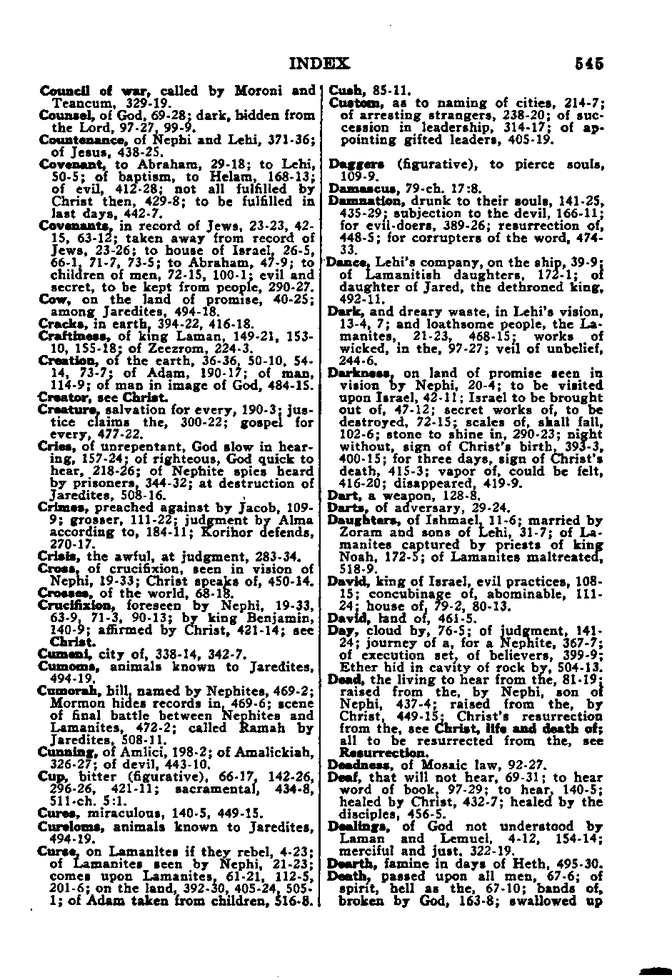 INDEX 545
Council of war, called by Moroni and
Teancum, 329-19.
Counsel, of God, 69-28; dark, hidden from
the Lord, 97-27, 99-9.
Countenance, of Nephi and Lehi, 371-36;
of Jesus, 438-25.
Covenant, to Abraham, 29-18; to Lehi,
50-5; of baptism, to Helam, 168-13;
of evil, 412-28; not all fulfilled by
Christ then, 429-8; to be fulfilled in
last days, 442-7.
Covenants, in record of Jews, 23-23, 42-
15, 63-12; taken away from record of
Jews, 23-26; to house of Israel, 26-5,
66-1, 71-7, 73-5; to Abraham, 47-9; to
children of men, 72-15, 100-1; evil and
secret, to be kept from people, 290-27.
Cow, on the land of promise, 40-25;
among Jaredites, 494-18.
Cracks, in earth, 394-22, 416-18.
Craftiness, of king Laman, 149-21, 153-
10, 155-18; of Zeezrom, 224-3.
Creation, of the earth, 36-36, 50-10, 54-
14, 73-7; of Adam, 190-17; of man,
114-9; of man in image of God, 484-15.
Creator, see Christ.
Creature, salvation for every, 190-3; jus-
tice claims the, 300-22; gospel for
every, 477-22.
Cries, of unrepentant, God slow in hear-
ing, 157-24; of righteous, God quick to
hear, 218-26; of Nephite spies heard
by prisoners, 344-32; at destruction of
Jaredites, 508-16.
Crimes, preached against by Jacob, 109-
9; grosser, 111-22; judgment by Alma
according to, 184-11; Korihor defends,
270-17.
Crisis, the awful, at judgment, 283-34.
Cross, of crucifixion, seen in vision of
Nephi, 19-33; Christ speaks of, 450-14.
Crosses, of the world, 68-18.
Crucifixion, foreseen by Nephi, 19-33,
63-9, 71-3, 90-13; by king Benjamin,
140-9; affirmed by Christ, 421-14; see
Christ.
Cumeni, city of, 338-14, 342-7.
Cumoms, animals known to Jaredites,
494-19.
Cumorah, hill, named by Nephites, 469-2;
Mormon hides records in, 469-6; scene
of final battle between Nephites and
Lamanites, 472-2; called Ramah by
Jaredites, 508-11.
Cunning, of Amlici, 198-2; of Amalickiah,
326-27; of devil, 443-10.
Cup, bitter (figurative), 66-17, 142-26,
296-26, 421-11; sacramental, 434-8,
511-ch. 5:1.
Cures, miraculous, 140-5, 449-15.
Cureloms, animals known to Jaredites,
494-19.
Curse, on Lamanites if they rebel, 4-23;
of Lamanites seen by Nephi, 21-23;
comes upon Lamanites, 61-21, 112-5,
201-6; on the land, 392-30, 405-24, 505-
1; of Adam taken from children, 516-8.
Cush, 85-11.
Custom, as to naming of cities, 214-7;
of arresting strangers, 238-20; of suc-
cession in leadership, 314-17; of ap-
pointing gifted leaders, 405-19.
Daggers (figurative), to pierce souls,
109-9.
Damascus, 79-ch. 17:8.
Damnation, drunk to their souls, 141-25,
435-29; subjection to the devil, 166-11;
for evil-doers, 389-26; resurrection of,
448-5; for corrupters of the word, 474-
33.
Dance, Lehi's company, on the ship, 39-9;
of Lamanitish daughters, 172-1; of
daughter of Jared, the dethroned king,
492-11.
Dark, and dreary waste, in Lehi's vision,
13-4, 7; and loathsome people, the La-
manites, 21-23, 468-15; works of
wicked, in the, 97-27; veil of unbelief,
244-6.
Darkness, on land of promise seen in
vision by Nephi, 20-4; to be visited
upon Israel, 42-11; Israel to be brought
out of, 47-12; secret works of, to be
destroyed, 72-15; scales of, shall fall,
102-6; stone to shine in, 290-23; night
without, sign of Christ's birth, 393-3,
400-15; for three days, sign of Christ's
death, 415-3; vapor of, could be felt,
416-20; disappeared, 419-9.
Dart, a weapon, 128-8.
Darts, of adversary, 29-24.
Daughters, of Ishmael, 11-6; married by
Zoram and sons of Lehi, 31-7; of La-
manites captured by priests of king
Noah, 172-5; of Lamanites maltreated,
518-9.
David, king of Israel, evil practices, 108-
15; concubinage of, abominable, 111-
24; house of, 79-2, 80-13.
David, land of, 461-5.
Day, cloud by, 76-5; of judgment, 141-
24; journey of a, for a Nephite, 367-7;
of execution set, of believers, 399-9;
Ether hid in cavity of rock by, 504-13.
Dead, the living to hear from the, 81-19;
raised from the, by Nephi, son of
Nephi, 437-4; raised from the, by
Christ, 449-15; Christ's resurrection
from the, see Christ, life and death of;
all to be resurrected from the, see
Resurrection.
Deadness, of Mosaic law, 92-27.
Deaf, that will not hear, 69-31; to hear
word of book, 97-29; to hear, 140-5;
healed by Christ, 432-7; healed by the
disciples, 456-5.
Dealings, of God not understood by
Laman and Lemuel, 4-12, 154-14;
merciful and just, 322-19.
Dearth, famine in days of Heth, 495-30.
Death, passed upon all men, 67-6; of
spirit, hell as the, 67-10; bands of,
broken by God, 163-8; swallowed up